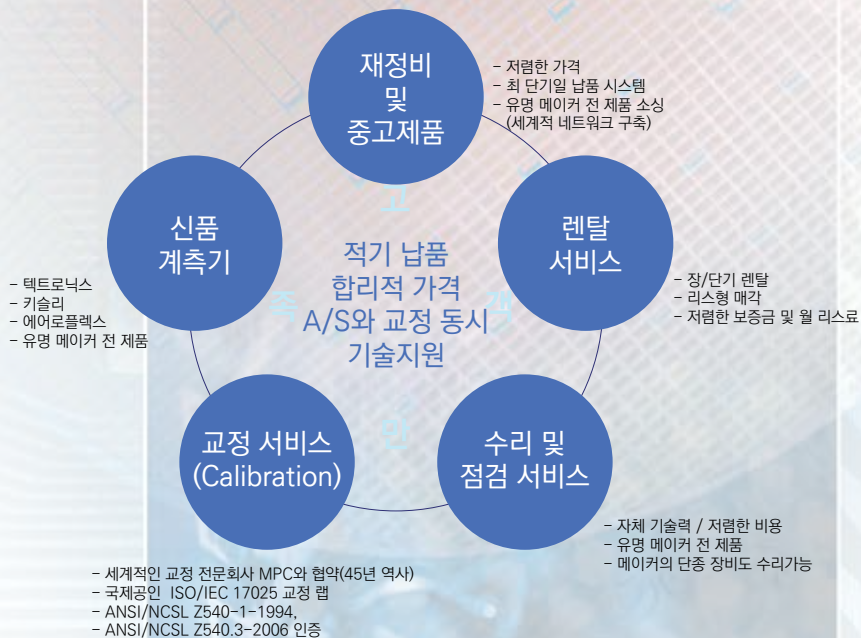 재정비
및
중고제품
- 저렴한 가격
- 최 단기일 납품 시스템
- 유명 메이커 전 제품 소싱
(세계적 네트워크 구축)
신품
계측기
- 텍트로닉스
- 키슬리
- 에어로플렉스
- 유명 메이커 전 제품
고
객
만
족
적기 납품
합리적 가격
A/S와 교정 동시
기술지원
렌탈
서비스
- 장/단기 렌탈
- 리스형 매각
- 저렴한 보증금 및 월 리스료
교정 서비스
(Calibration)
- 세계적인 교정 전문회사 MPC와 협약(45년 역사)
- 국제공인 ISO/IEC 17025 교정 랩
- ANSI/NCSL Z540-1-1994,
- ANSI/NCSL Z540.3-2006 인증
수리 및
점검 서비스
- 자체 기술력 / 저렴한 비용
- 유명 메이커 전 제품
- 메이커의 단종 장비도 수리가능